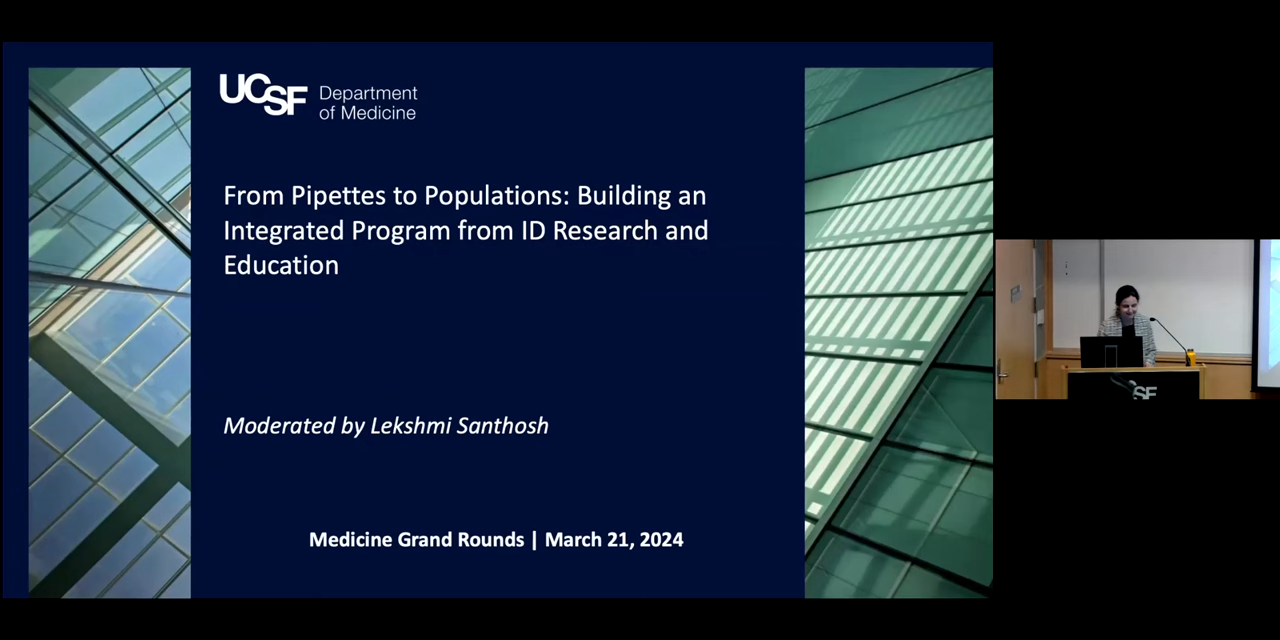 UCSF Department
of Medicine
From Pipettes to Populations: Building an
Integrated Program from ID Research and
Education
Moderated by Lekshmi Santhosh
Medicine Grand Rounds | March 21, 2024
SF